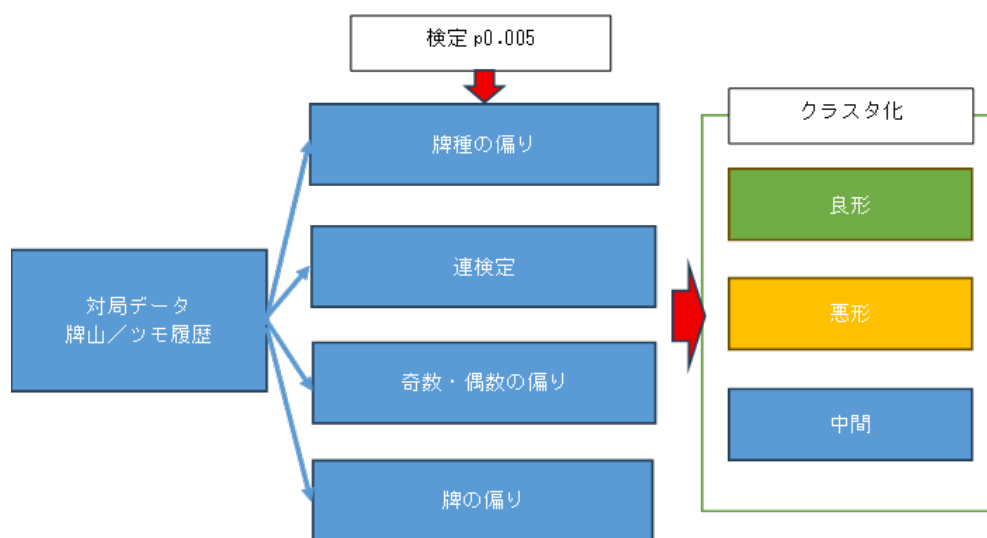 検定 p0.005
牌種の偏り
連検定
奇数・偶数の偏り
牌の偏り
対局データ
牌山／ツモ履歴
クラスタ化
良形
悪形
中間